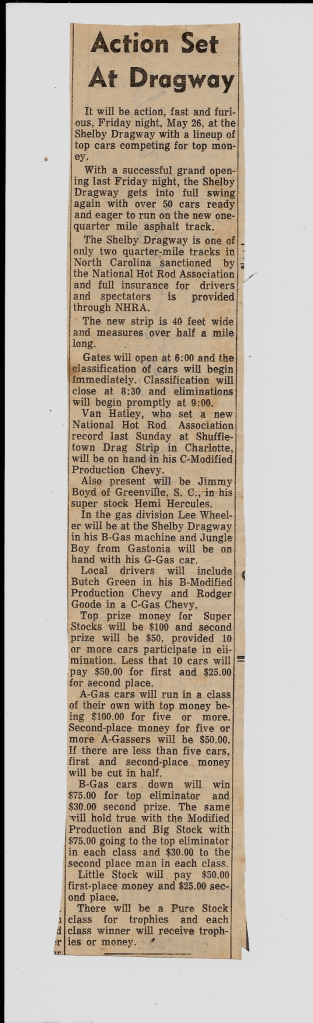 Action Set
At Dragway
It will be action, fast and furi-
ous, Friday night, May 26, at the
Shelby Dragway with a lineup of
top cars competing for top mon-
ey.
With a successful grand open-
ing last Friday night, the Shelby
Dragway gets into full swing
again with over 50 cars ready
and eager to run on the new one-
quarter mile asphalt track.
The Shelby Dragway is one of
only two quarter-mile tracks in
North Carolina sanctioned by
the National Hot Rod Association
and full insurance for drivers
and spectators is provided
through NHRA.
The new strip is 40 feet wide
and measures over half a mile
long.
Gates will open at 6:00 and the
classification of cars will begin
immediately. Classification will
close at 8:30 and eliminations
will begin promptly at 9:00.
Van Hatley, who set a new
National Hot Rod Association
record last Sunday at Shuffle-
town Drag Strip in Charlotte,
will be on hand in his C-Modified
Production Chevy.
Also present will be Jimmy
Boyd of Greenville, S. C., in his
super stock Hemi Hercules.
In the gas division Lee Wheel-
er will be at the Shelby Dragway
in his B-Gas machine and Jungle
Boy from Gastonia will be on
hand with his G-Gas car.
Local drivers will include
Butch Green in his B-Modified
Production Chevy and Rodger
Goode in a C-Gas Chevy.
Top prize money for Super
Stocks will be $100 and second
prize will be $50, provided 10
or more cars participate in eli-
mination. Less that 10 cars will
pay $50.00 for first and $25.00
for second place.
A-Gas cars will run in a class
of their own with top money be-
ing $100.00 for five or more.
Second-place money for five or
more A-Gassers will be $50.00.
If there are less than five cars,
first and second-place money
will be cut in half.
B-Gas cars down will win
$75.00 for top eliminator and
$30.00 second prize. The same
will hold true with the Modified
Production and Big Stock with
$75.00 going to the top eliminator
in each class and $30.00 to the
second place man in each class.
Little Stock will pay $50.00
first-place money and $25.00 sec-
ond place.
There will be a Pure Stock
class for trophies and each
class winner will receive troph-
ies or money.